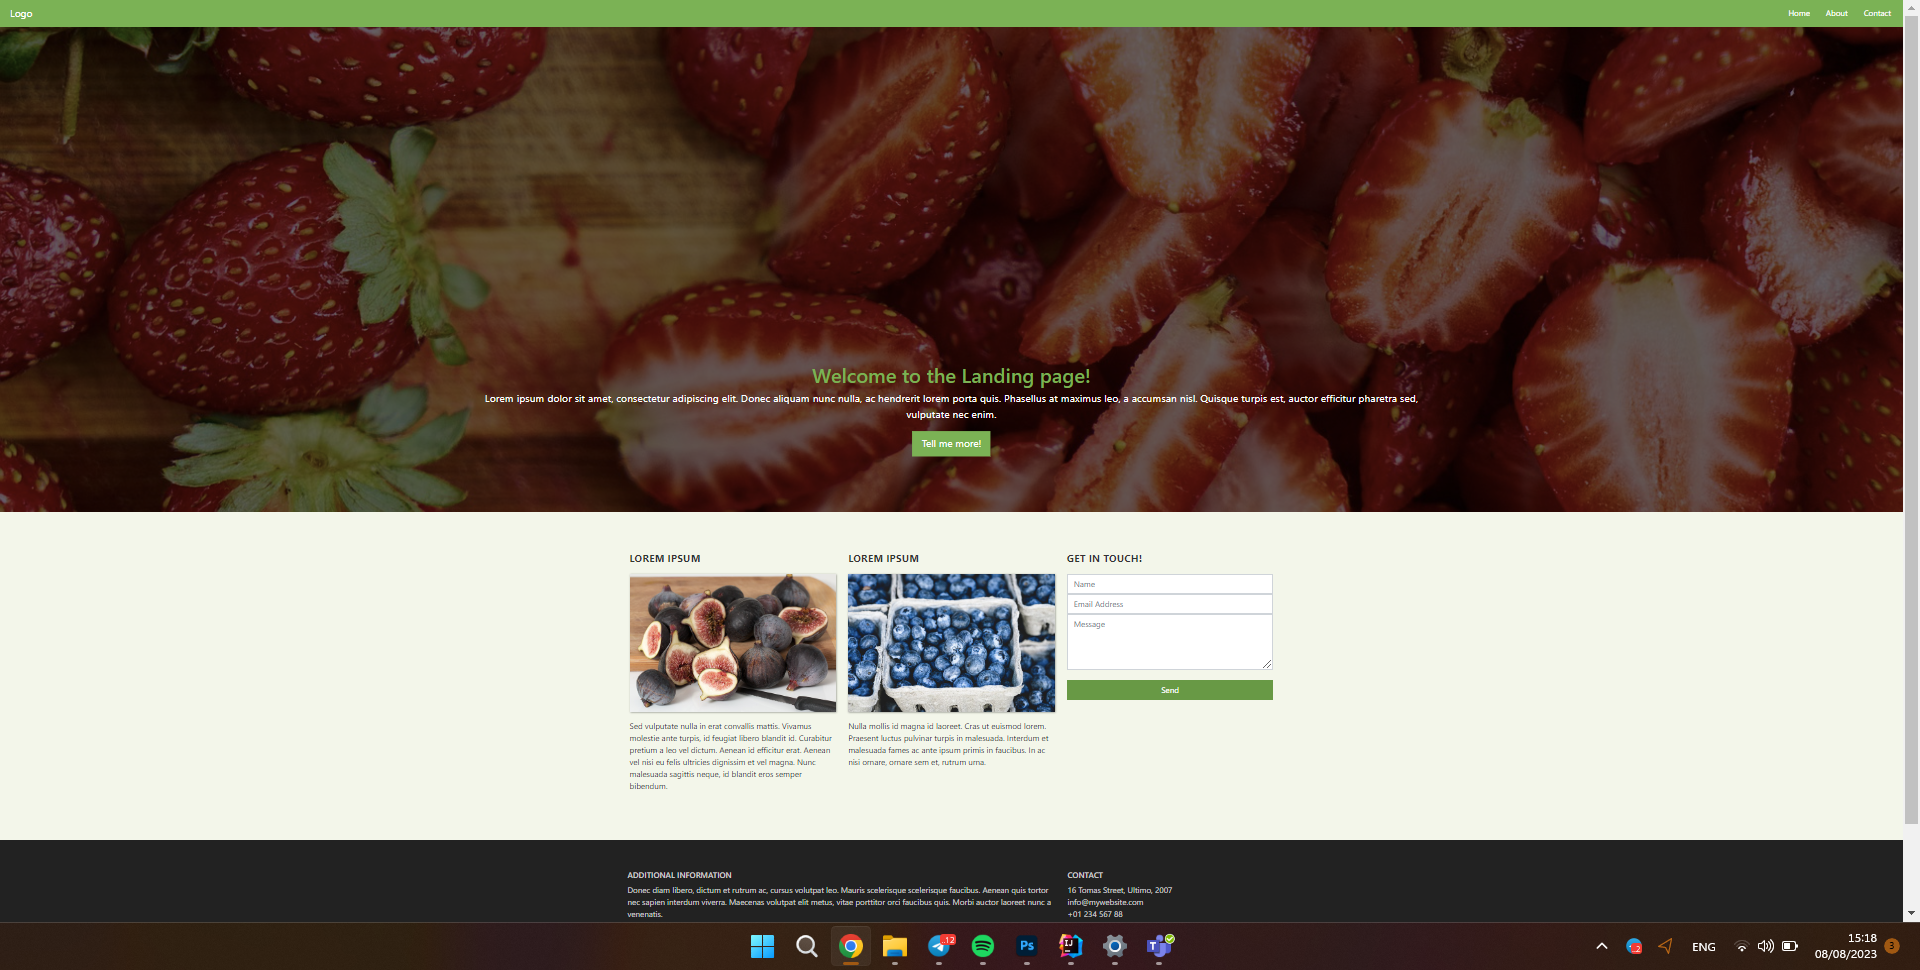 Logo
Home About Contact
Welcome to the Landing page!
Lorem ipsum dolor sit amet, consectetur adipiscing elit. Donec aliquam nunc nulla, ac hendrerit lorem porta quis. Phasellus at maximus leo, a accumsan nisl. Quisque turpis est, auctor efficitur pharetra sed,
vulputate nec enim.
Tell me more!
LOREM IPSUM
Sed vulputate nulla in erat convallis mattis. Vivamus
molestie ante turpis, id feugiat libero blandit id. Curabitur
pretium a leo vel dictum. Aenean id efficitur erat. Aenean
vel nisi eu felis ultricies dignissim et vel magna. Nunc
malesuada sagittis neque, id blandit eros semper
bibendum.
LOREM IPSUM
Nulla mollis id magna id laoreet. Cras ut euismod lorem.
Praesent luctus pulvinar turpis in malesuada. Interdum et
malesuada fames ac ante ipsum primis in faucibus. In ac
nisi ornare, ornare sem et, rutrum urna.
GET IN TOUCH!
Name
Email Address
Message
Send
ADDITIONAL INFORMATION
Donec diam libero, dictum et rutrum ac, cursus volutpat leo. Mauris scelerisque scelerisque faucibus. Aenean quis tortor
nec sapien interdum viverra. Maecenas volutpat elit metus, vitae porttitor orci faucibus quis. Morbi auctor laoreet nunc a
venenatis.
CONTACT
16 Tomas Street, Ultimo, 2007
info@mywebsite.com
+01 234 567 88
..12
Ps
IJ
T
..2
ENG
15:18
08/08/2023
3